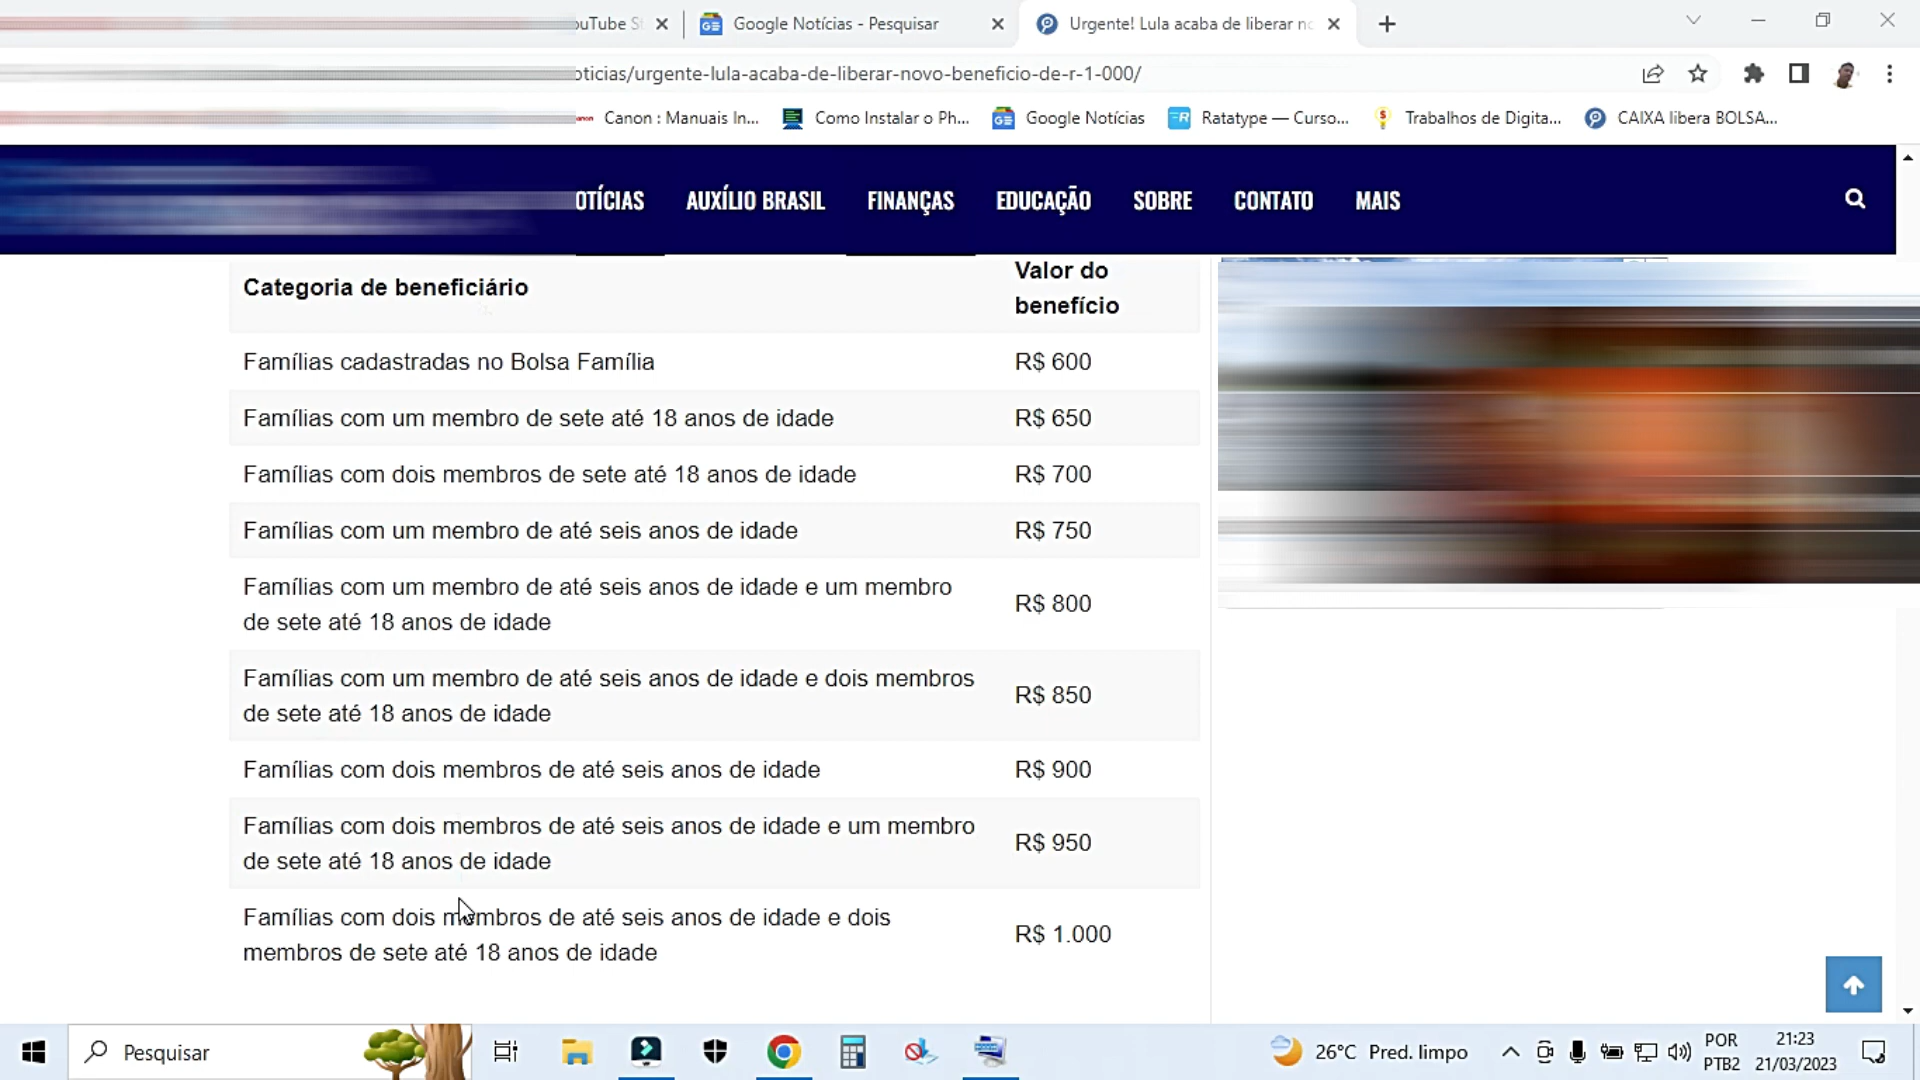 ouTube S
Google Notícias - Pesquisar
Urgente! Lula acaba de liberar no
oticias/urgente-lula-acaba-de-liberar-novo-beneficio-de-r-1-000/
Canon : Manuais In...
Como Instalar o Ph...
Google Notícias
Ratatype — Curso...
Trabalhos de Digita...
CAIXA libera BOLSA...
OTÍCIAS
AUXÍLIO BRASIL
FINANÇAS
EDUCAÇÃO
SOBRE
CONTATO
MAIS
Categoria de beneficiário
Valor do
benefício
Famílias cadastradas no Bolsa Família
R$ 600
Famílias com um membro de sete até 18 anos de idade
R$ 650
Famílias com dois membros de sete até 18 anos de idade
R$ 700
Famílias com um membro de até seis anos de idade
R$ 750
Famílias com um membro de até seis anos de idade e um membro
de sete até 18 anos de idade
R$ 800
Famílias com um membro de até seis anos de idade e dois membros
de sete até 18 anos de idade
R$ 850
Famílias com dois membros de até seis anos de idade
R$ 900
Famílias com dois membros de até seis anos de idade e um membro
de sete até 18 anos de idade
R$ 950
Famílias com dois membros de até seis anos de idade e dois
membros de sete até 18 anos de idade
R$ 1.000
Pesquisar
26°C Pred. limpo
POR
PTB2
21:23
21/03/2023